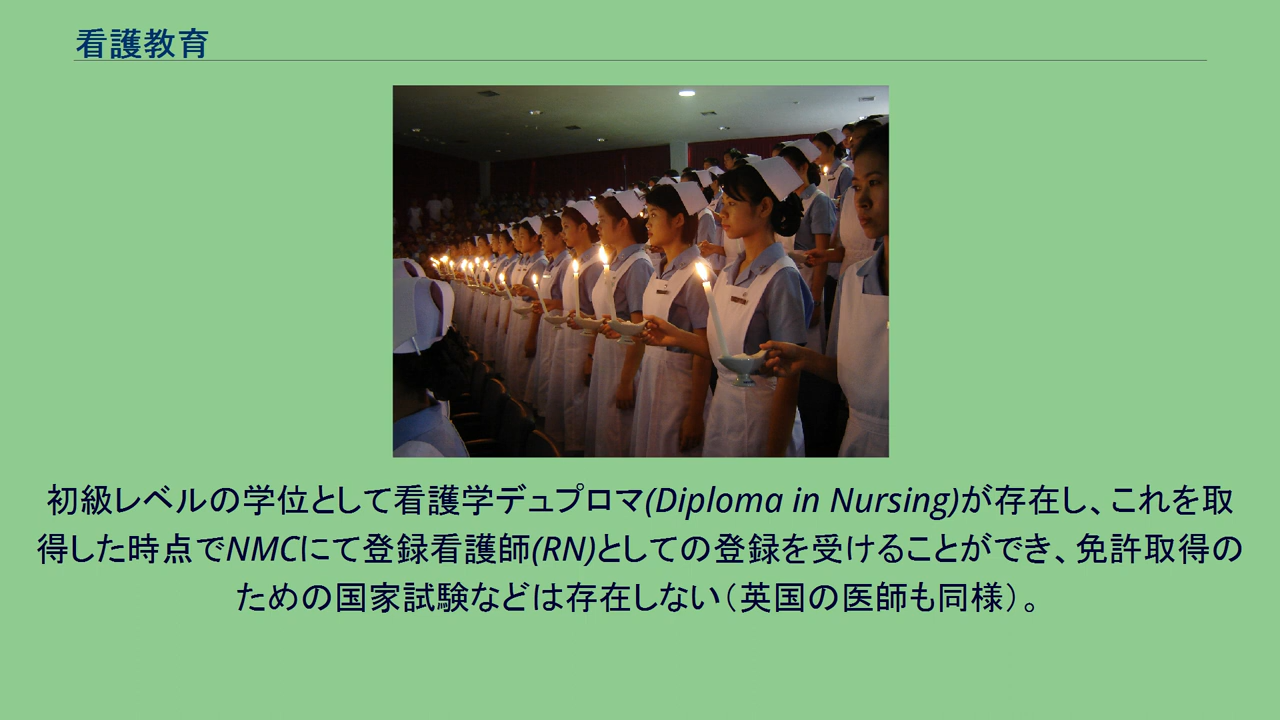 看護教育
初級レベルの学位として看護学デュプロマ(Diploma in Nursing)が存在し、これを取
得した時点でNMCにて登録看護師(RN)としての登録を受けることができ、免許取得の
ための国家試験などは存在しない（英国の医師も同様）。